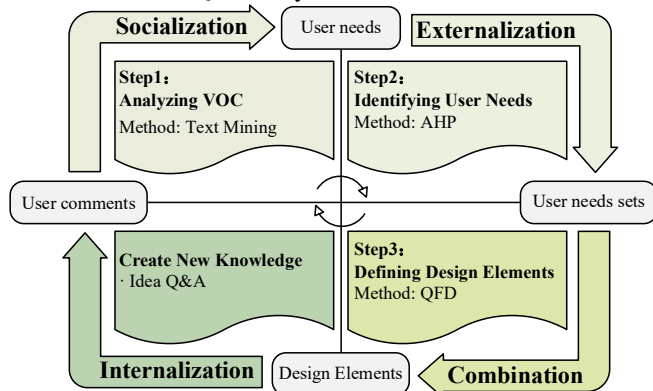 Socialization
User needs
Externalization
Step1：
Analyzing VOC
Method: Text Mining
Step2：
Identifying User Needs
Method: AHP
User comments
User needs sets
Create New Knowledge
· Idea Q&A
Step3：
Defining Design Elements
Method: QFD
Internalization
Design Elements
Combination